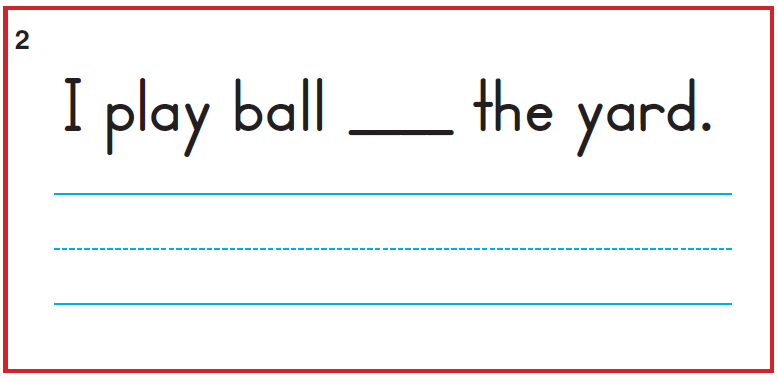 2
I play ball ___ the yard.